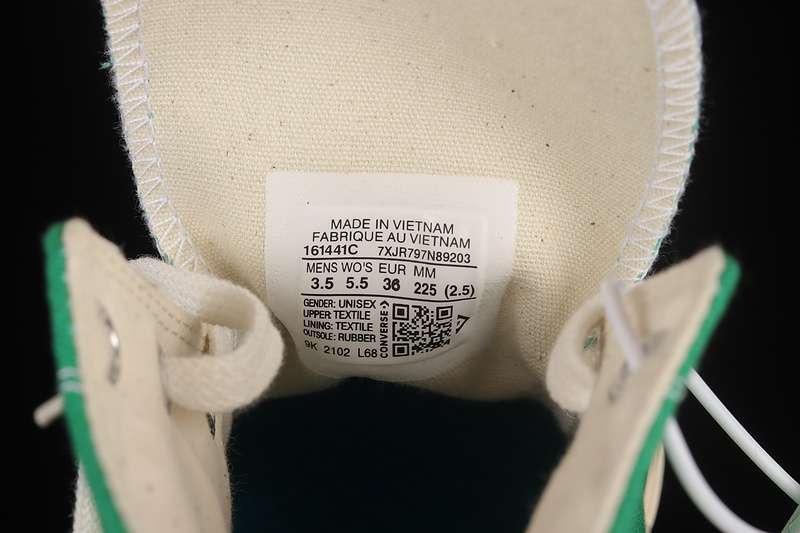 MADE IN VIETNAM
FABRIQUE AU VIETNAM
161441C 7XJR797N89203
MENS WO'S EUR MM
3.5 5.5 36 225 (2.5)
GENDER: UNISEX
UPPER: TEXTILE
LINING: TEXTILE
OUTSOLE: RUBBER
9K 2102 L68
CONVERSE